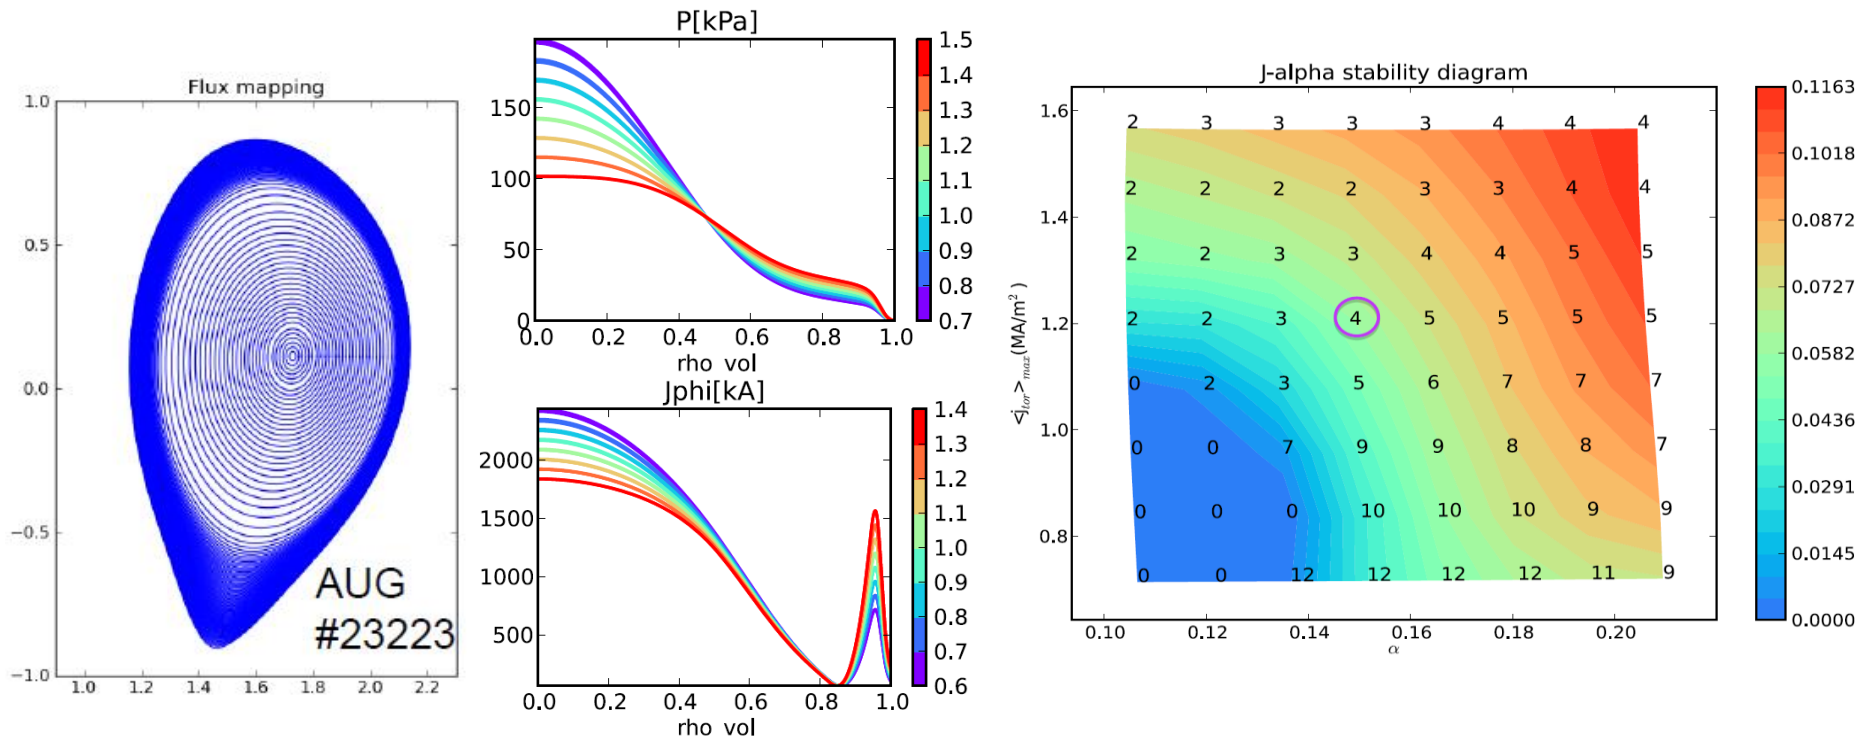 Flux mapping
1.0
0.5
0.0
−0.5
−1.0
1.0 1.2 1.4 1.6 1.8 2.0 2.2
AUG
#23223
P[kPa]
150
100
50
0
0.0 0.2 0.4 0.6 0.8 1.0
rho vol
1.5
1.4
1.3
1.2
1.1
1.0
0.9
0.8
0.7
Jphi[kA]
2000
1500
1000
500
0.0 0.2 0.4 0.6 0.8 1.0
rho vol
1.4
1.3
1.2
1.1
1.0
0.9
0.8
0.7
0.6
J-alpha stability diagram
<j_tor>_max(MA/m²)
1.6
1.4
1.2
1.0
0.8
2 3 3 3 3 4 4 4
2 2 2 2 3 3 4 4
2 2 3 3 4 4 5 5
2 2 3 4 5 5 5 5
0 2 3 5 6 7 7 7
0 0 7 9 9 8 8 7
0 0 0 10 10 10 9 9
0 0 12 12 12 12 11 9
0.10 0.12 0.14 0.16 0.18 0.20
α
0.1163
0.1018
0.0872
0.0727
0.0582
0.0436
0.0291
0.0145
0.0000